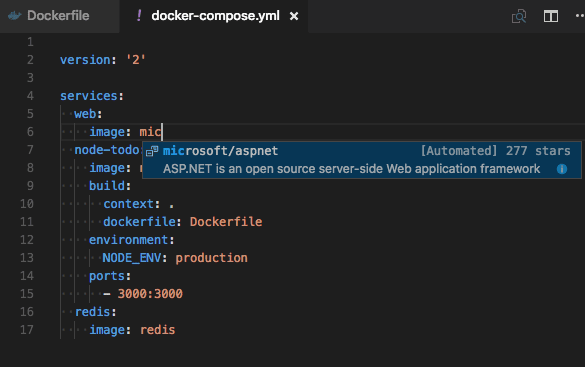 Dockerfile ! docker-compose.yml ×
1
2 version: '2'
3
4 services:
5 web:
6 image: mic
microsoft/aspnet [Automated] 277 stars
ASP.NET is an open source server-side Web application framework
7 node-todo
8 image:
9 build:
10 context: .
11 dockerfile: Dockerfile
12 environment:
13 NODE_ENV: production
14 ports:
15 - 3000:3000
16 redis:
17 image: redis